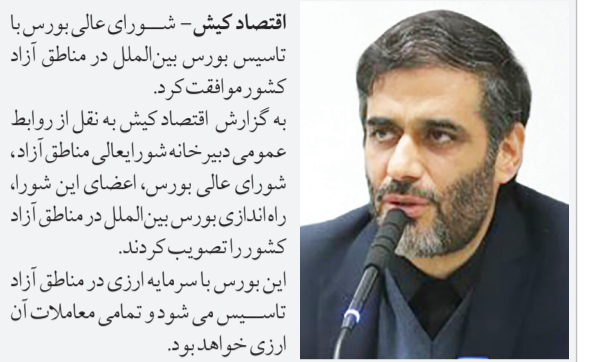 اقتصاد کیش – شـــورای عالی بورس با
تاسیس بورس بین‌الملل در مناطق آزاد
کشور موافقت کرد.
به گزارش اقتصاد کیش به نقل از روابط
عمومی دبیرخانه شورایعالی مناطق آزاد،
شورای عالی بورس، اعضای این شورا،
راه‌اندازی بورس بین‌الملل در مناطق آزاد
کشور را تصویب کردند.
این بورس با سرمایه ارزی در مناطق آزاد
تاســـیس می شود و تمامی معاملات آن
ارزی خواهد بود.